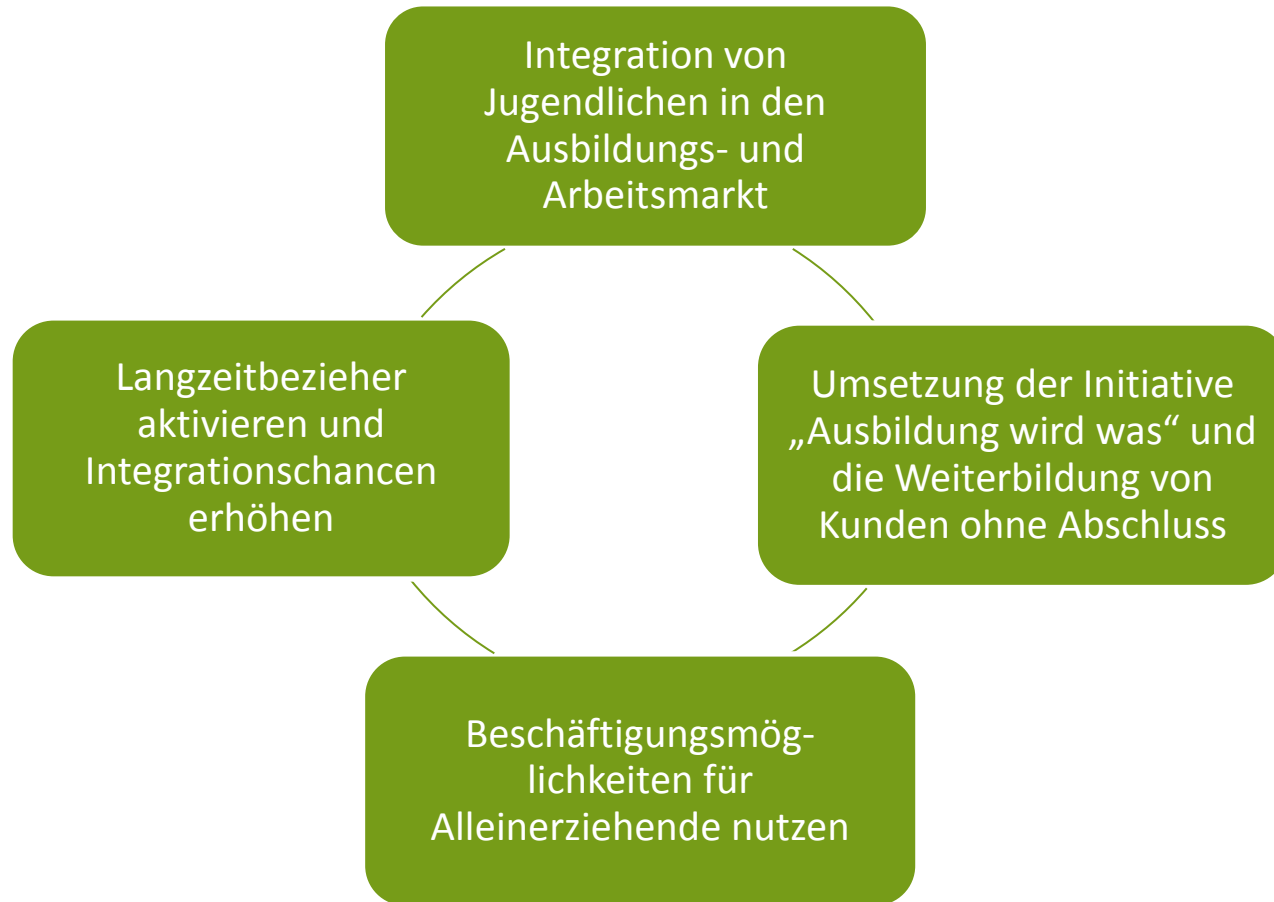 Integration von
Jugendlichen in den
Ausbildungs- und
Arbeitsmarkt
Langzeitbezieher
aktivieren und
Integrationschancen
erhöhen
Umsetzung der Initiative
„Ausbildung wird was“ und
die Weiterbildung von
Kunden ohne Abschluss
Beschäftigungsmög-
lichkeiten für
Alleinerziehende nutzen